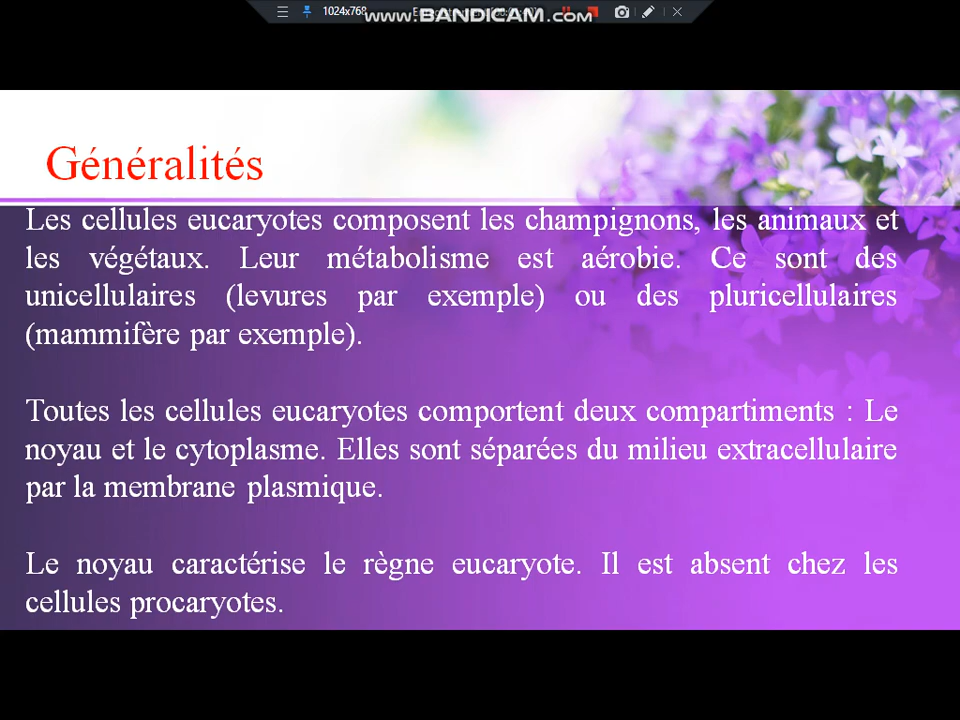 1024x768
www.BANDICAM.com
Généralités
Les cellules eucaryotes composent les champignons, les animaux et
les végétaux. Leur métabolisme est aérobie. Ce sont des
unicellulaires (levures par exemple) ou des pluricellulaires
(mammifère par exemple).
Toutes les cellules eucaryotes comportent deux compartiments : Le
noyau et le cytoplasme. Elles sont séparées du milieu extracellulaire
par la membrane plasmique.
Le noyau caractérise le règne eucaryote. Il est absent chez les
cellules procaryotes.